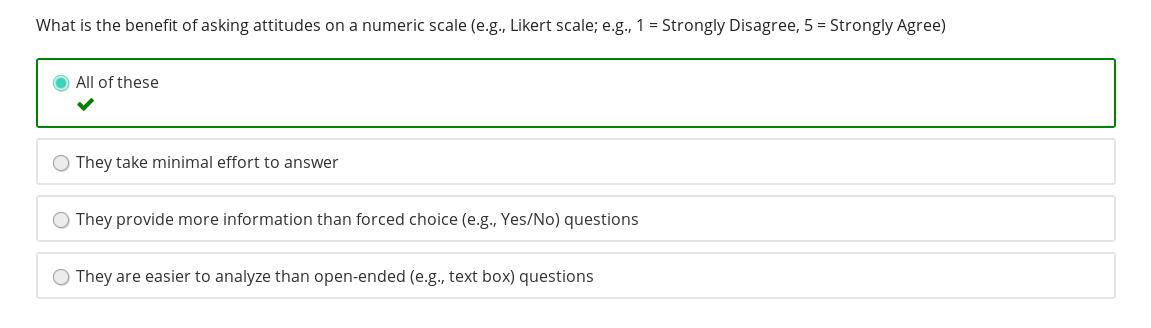 What is the benefit of asking attitudes on a numeric scale (e.g., Likert scale; e.g., 1 = Strongly Disagree, 5 = Strongly Agree)
All of these
They take minimal effort to answer
They provide more information than forced choice (e.g., Yes/No) questions
They are easier to analyze than open-ended (e.g., text box) questions